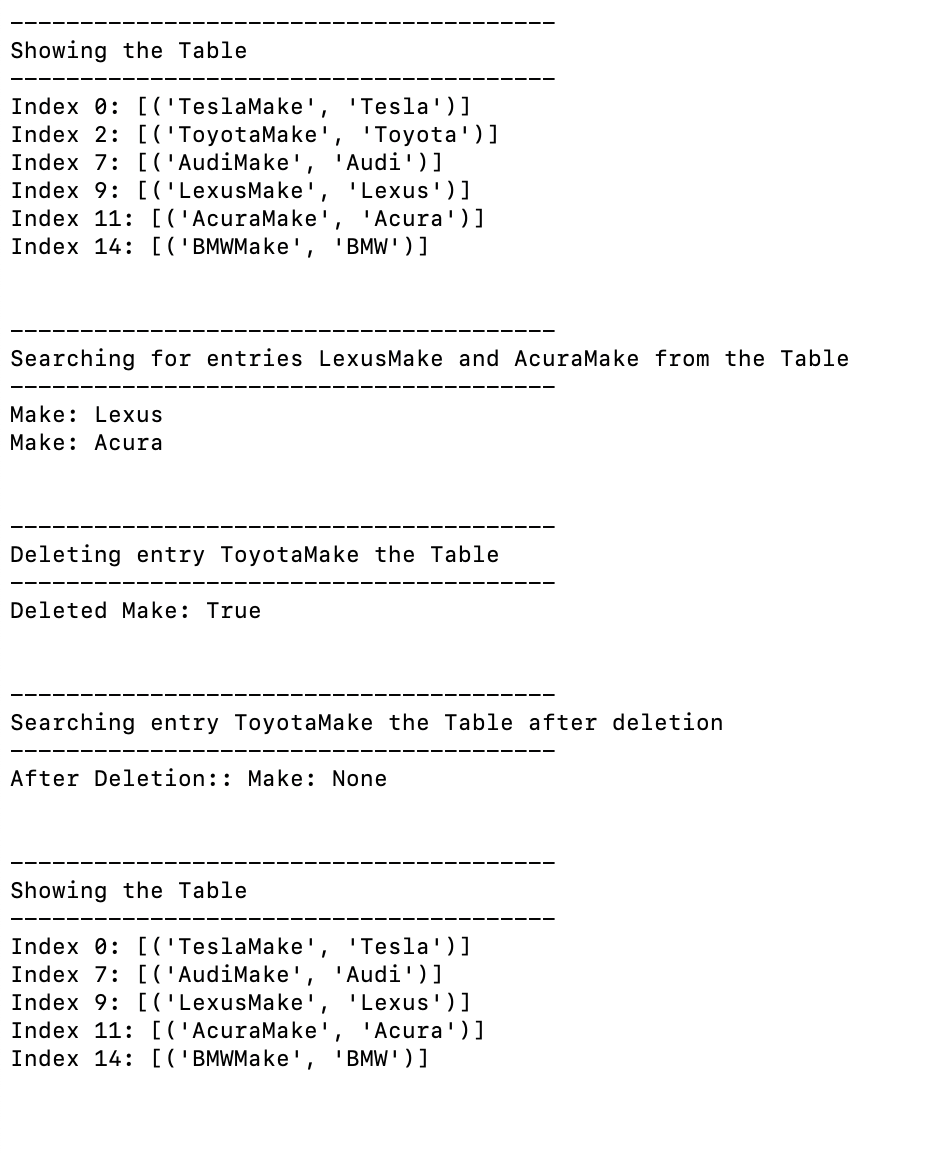 ---------------------------------------
Showing the Table
---------------------------------------
Index 0: [('TeslaMake', 'Tesla')]
Index 2: [('ToyotaMake', 'Toyota')]
Index 7: [('AudiMake', 'Audi')]
Index 9: [('LexusMake', 'Lexus')]
Index 11: [('AcuraMake', 'Acura')]
Index 14: [('BMWMake', 'BMW')]
---------------------------------------
Searching for entries LexusMake and AcuraMake from the Table
---------------------------------------
Make: Lexus
Make: Acura
---------------------------------------
Deleting entry ToyotaMake the Table
---------------------------------------
Deleted Make: True
---------------------------------------
Searching entry ToyotaMake the Table after deletion
---------------------------------------
After Deletion:: Make: None
---------------------------------------
Showing the Table
---------------------------------------
Index 0: [('TeslaMake', 'Tesla')]
Index 7: [('AudiMake', 'Audi')]
Index 9: [('LexusMake', 'Lexus')]
Index 11: [('AcuraMake', 'Acura')]
Index 14: [('BMWMake', 'BMW')]